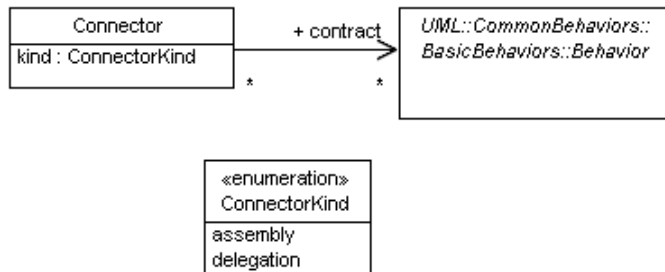 Connector
kind : ConnectorKind
+ contract
*
*
UML::CommonBehaviors::
BasicBehaviors::Behavior
«enumeration»
ConnectorKind
assembly
delegation